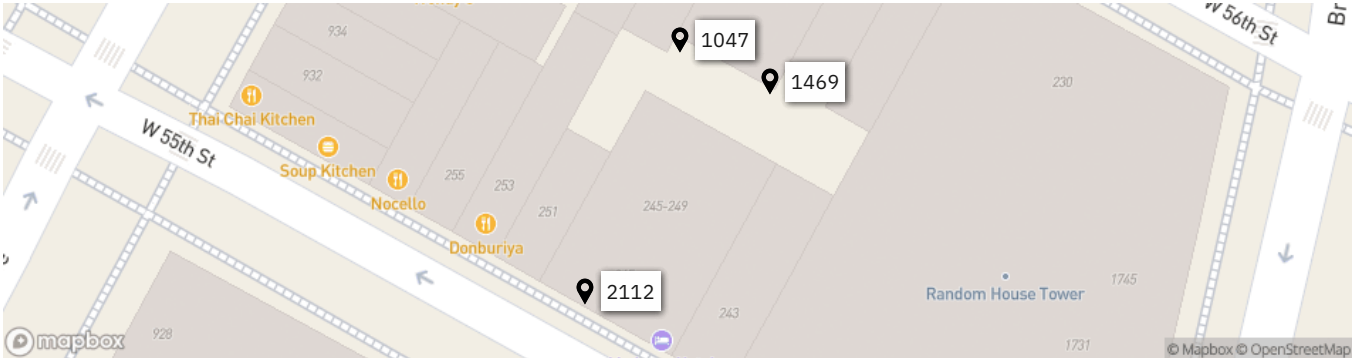 W 56th St
Br
934
1047
932
1469
230
Thai Chai Kitchen
W 55th St
Soup Kitchen
255
253
Nocello
251
245-249
Donburiya
2112
Random House Tower
1745
243
928
1731
mapbox
© Mapbox © OpenStreetMap